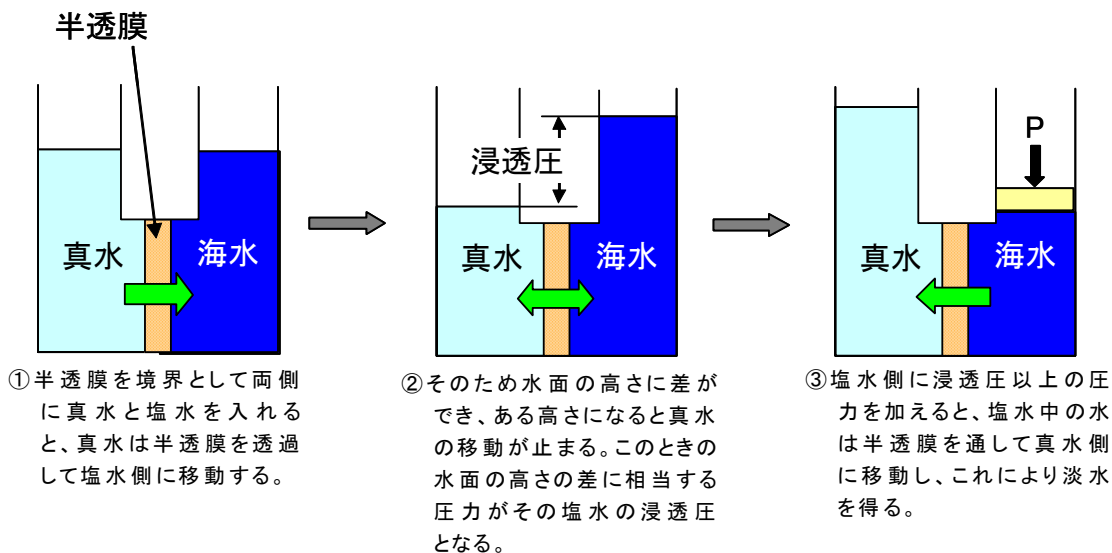 半透膜
真水
海水
浸透圧
真水
海水
P
真水
海水
①半透膜を境界として両側
に真水と塩水を入れる
と、真水は半透膜を透過
して塩水側に移動する。
②そのため水面の高さに差が
でき、ある高さになると真水
の移動が止まる。このときの
水面の高さの差に相当する
圧力がその塩水の浸透圧
となる。
③塩水側に浸透圧以上の圧
力を加えると、塩水中の水
は半透膜を通して真水側
に移動し、これにより淡水
を得る。